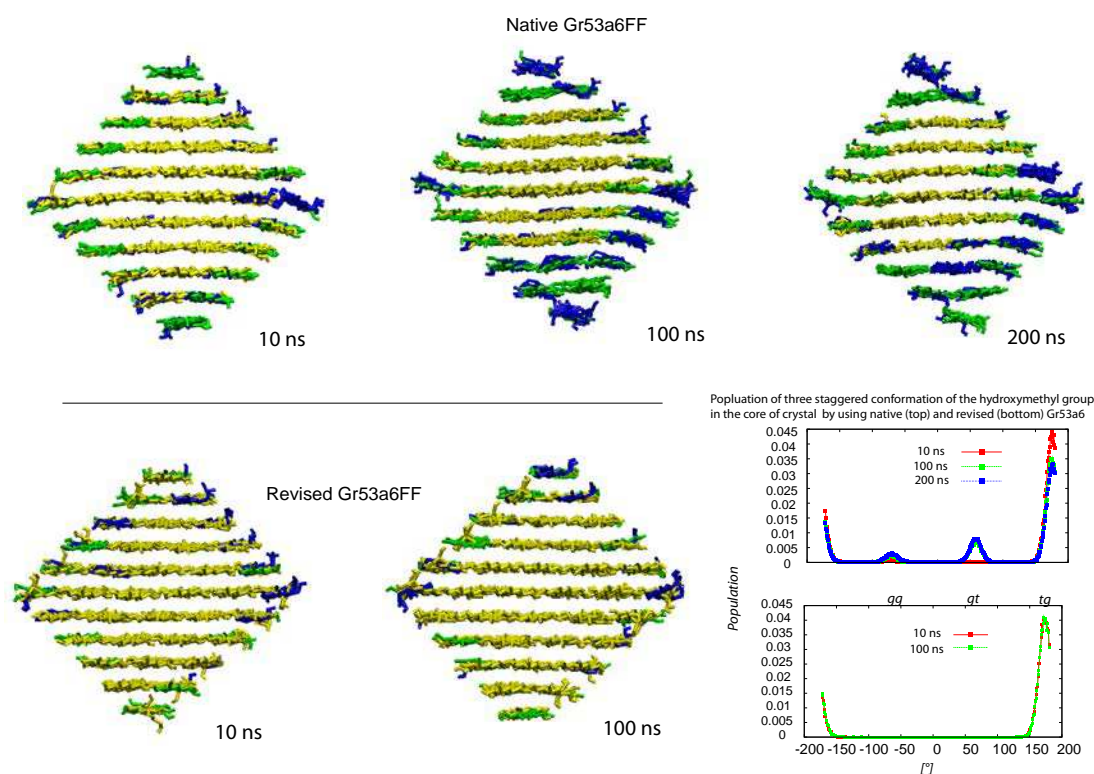 Native Gr53a6FF
10 ns
100 ns
200 ns
Revised Gr53a6FF
10 ns
100 ns
Popluation of three staggered conformation of the hydroxymethyl group
in the core of crystal by using native (top) and revised (bottom) Gr53a6
0.045
0.04
0.035
0.03
0.025
0.02
0.015
0.01
0.005
0
10 ns
100 ns
200 ns
gg gt tg
Population
0.045
0.04
0.035
0.03
0.025
0.02
0.015
0.01
0.005
0
10 ns
100 ns
-200 -150 -100 -50 0 50 100 150 200
[°]